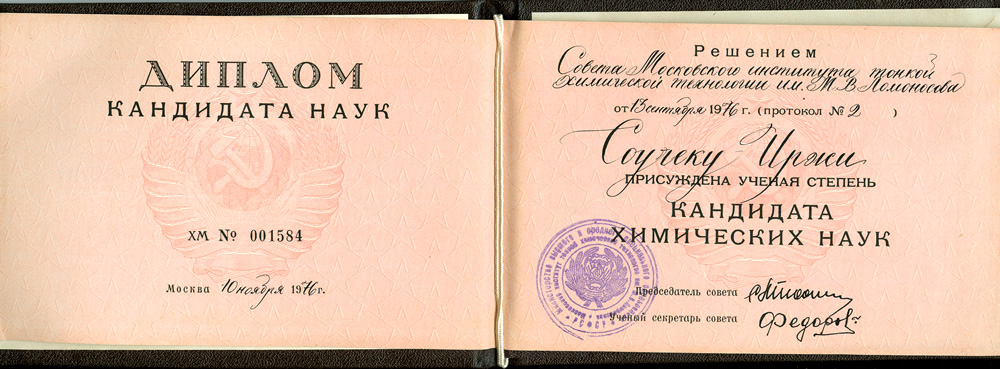 ДИПЛОМ
КАНДИДАТА НАУК
ХМ № 001584
Москва 10 ноября 1976 г.
Решением
Совета Московского института тонкой
химической технологии им. М В Ломоносова
от 13 сентября 1976 г. (протокол № 2 )
Соучеку Иржи
ПРИСУЖДЕНА УЧЕНАЯ СТЕПЕНЬ
КАНДИДАТА
ХИМИЧЕСКИХ НАУК
Председатель совета
Ученый секретарь совета Федоров